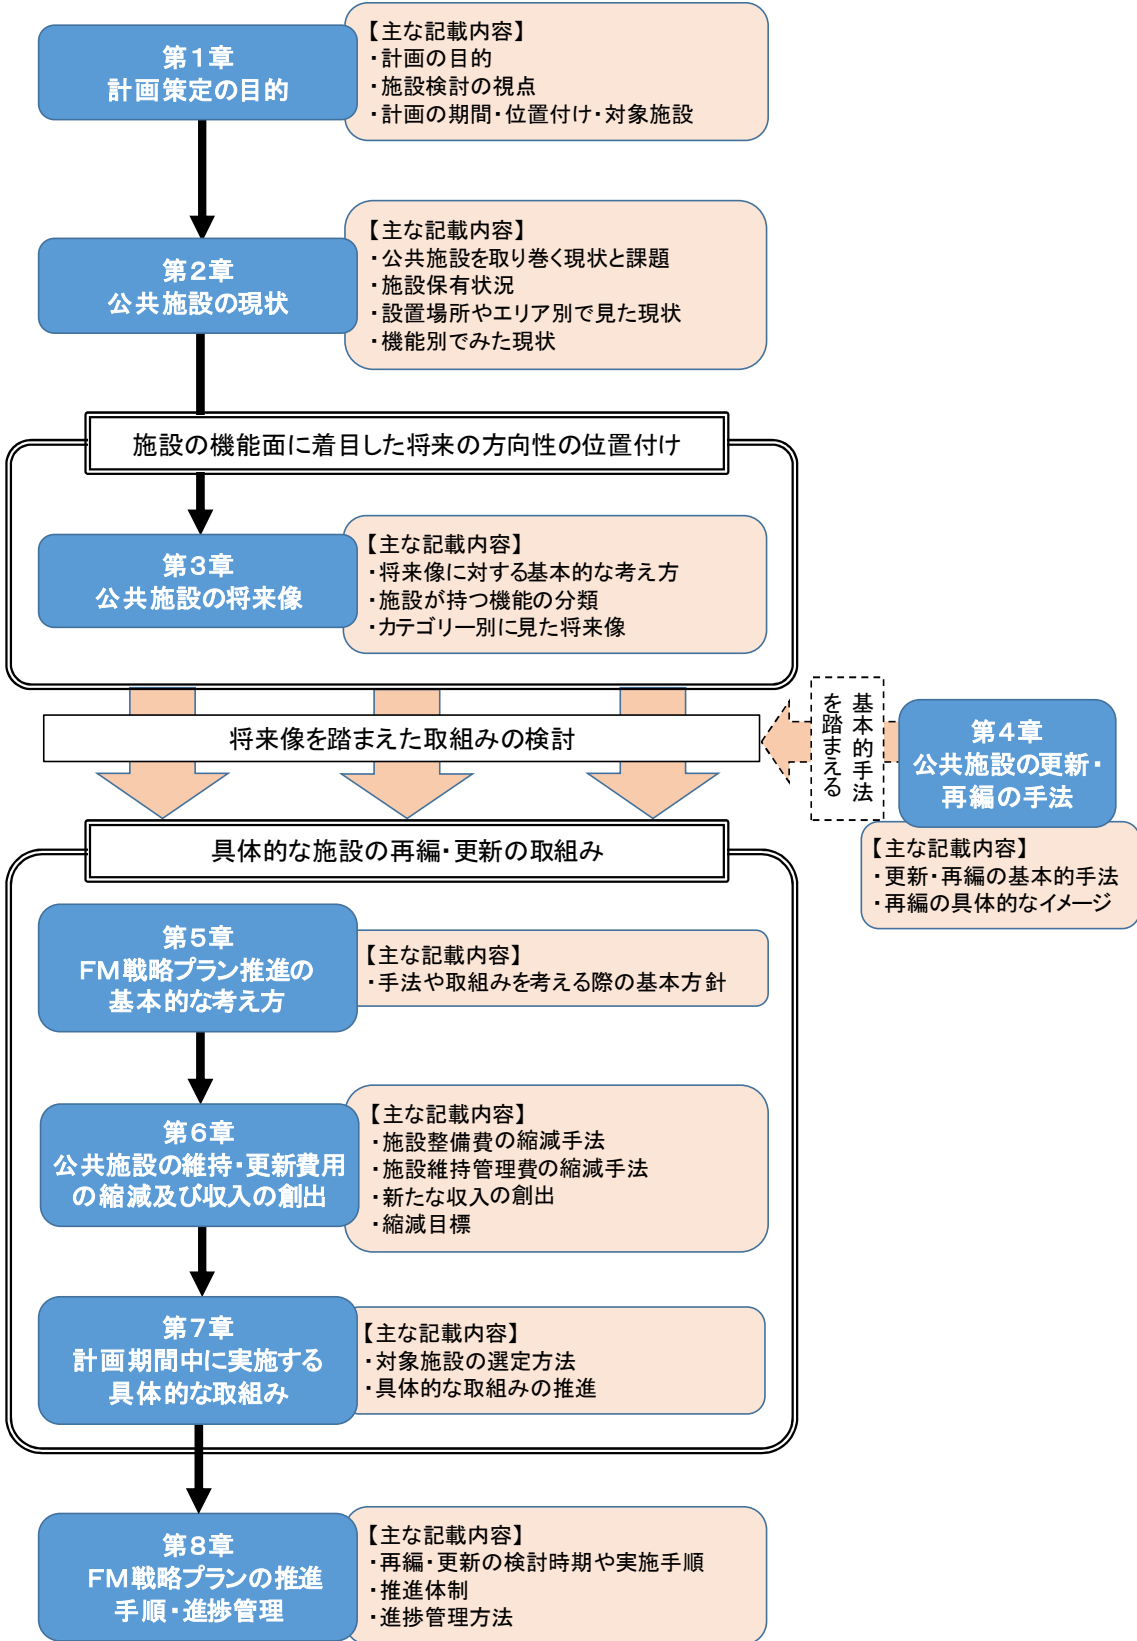 第１章
計画策定の目的
【主な記載内容】
・計画の目的
・施設検討の視点
・計画の期間・位置付け・対象施設
第２章
公共施設の現状
【主な記載内容】
・公共施設を取り巻く現状と課題
・施設保有状況
・設置場所やエリア別で見た現状
・機能別でみた現状
施設の機能面に着目した将来の方向性の位置付け
第３章
公共施設の将来像
【主な記載内容】
・将来像に対する基本的な考え方
・施設が持つ機能の分類
・カテゴリー別に見た将来像
将来像を踏まえた取組みの検討
基本的手法
を踏まえる
第４章
公共施設の更新・
再編の手法
【主な記載内容】
・更新・再編の基本的手法
・再編の具体的なイメージ
具体的な施設の再編・更新の取組み
第５章
ＦＭ戦略プラン推進の
基本的な考え方
【主な記載内容】
・手法や取組みを考える際の基本方針
第６章
公共施設の維持・更新費用
の縮減及び収入の創出
【主な記載内容】
・施設整備費の縮減手法
・施設維持管理費の縮減手法
・新たな収入の創出
・縮減目標
第７章
計画期間中に実施する
具体的な取組み
【主な記載内容】
・対象施設の選定方法
・具体的な取組みの推進
第８章
ＦＭ戦略プランの推進
手順・進捗管理
【主な記載内容】
・再編・更新の検討時期や実施手順
・推進体制
・進捗管理方法